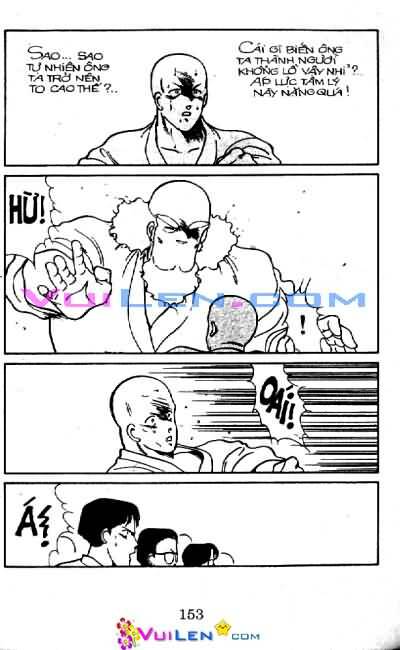 SAO... SAO
TỰ NHIÊN ÔNG
TA TRỞ NÊN
TO CAO THẾ?..
CÁI GÌ BIẾN ÔNG
TA THÀNH NGƯỜI
KHỔNG LỒ VẬY NHỈ?..
ÁP LỰC TÂM LÝ
NÀY NẶNG QUÁ!
HỪ!
VUILEN.COM
!
OAI!!
Á!
153
VUILEN.COM